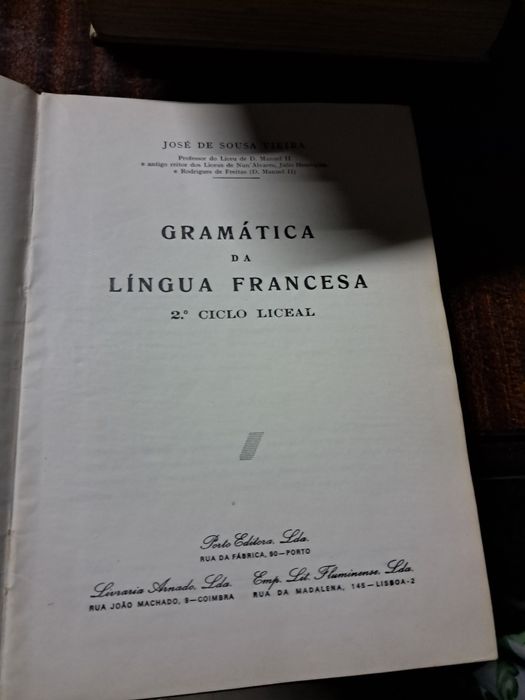 JOSÉ DE SOUSA VIEIRA
Professor do Liceu de D. Manuel II
e antigo reitor dos Liceus de Nun'Álvares, Júlio Henriques
e Rodrigues de Freitas (D. Manuel II)
GRAMÁTICA
DA
LÍNGUA FRANCESA
2.º CICLO LICEAL
Porto Editora, Lda.
RUA DA FÁBRICA, 90—PORTO
Livraria Arnado, Lda.
RUA JOÃO MACHADO, 9—COIMBRA
Emp. Lit. Fluminense, Lda.
RUA DA MADALENA, 145—LISBOA-2